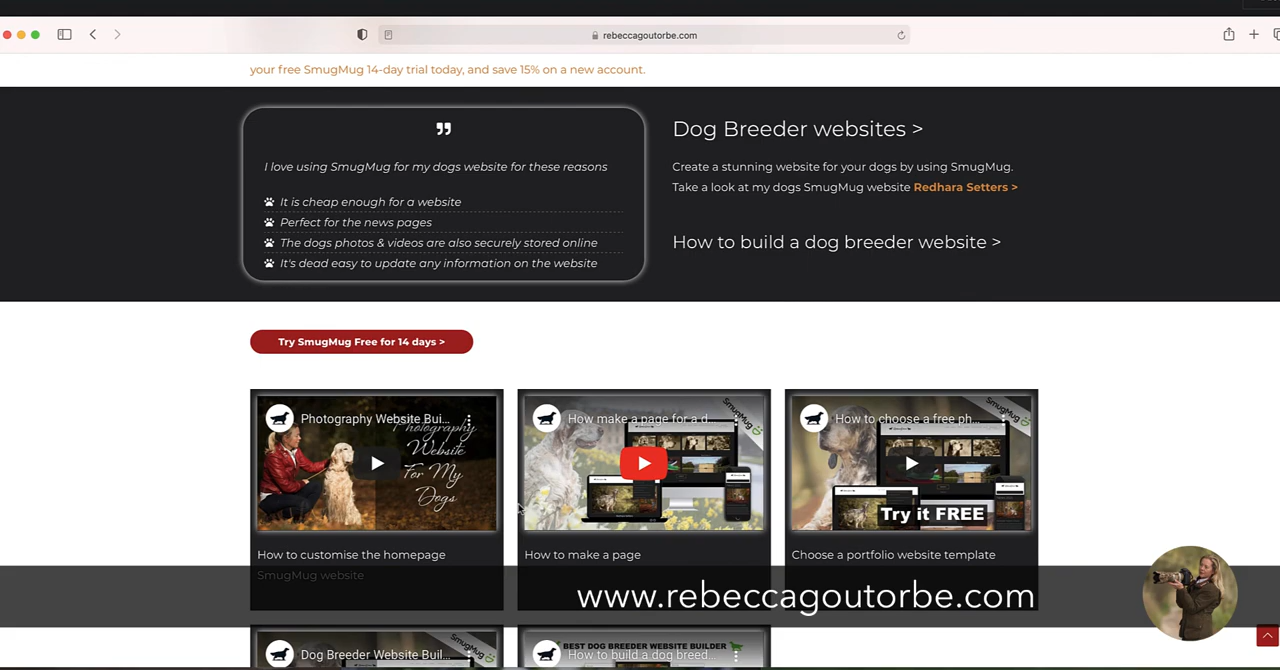 rebeccagoutorbe.com
your free SmugMug 14-day trial today, and save 15% on a new account.
I love using SmugMug for my dogs website for these reasons
It is cheap enough for a website
Perfect for the news pages
The dogs photos & videos are also securely stored online
It's dead easy to update any information on the website
Dog Breeder websites >
Create a stunning website for your dogs by using SmugMug.
Take a look at my dogs SmugMug website Redhara Setters >
How to build a dog breeder website >
Try SmugMug Free for 14 days >
Photography Website Bui...
Photography
Website
For My
Dogs
How to customise the homepage
SmugMug website
How make a page for a d...
SmugMug
How to make a page
How to choose a free ph...
SmugMug
Try it FREE
Choose a portfolio website template
www.rebeccagoutorbe.com
Dog Breeder Website Buil...
SmugMug
BEST DOG BREEDER WEBSITE BUILDER
How to build a dog breed...